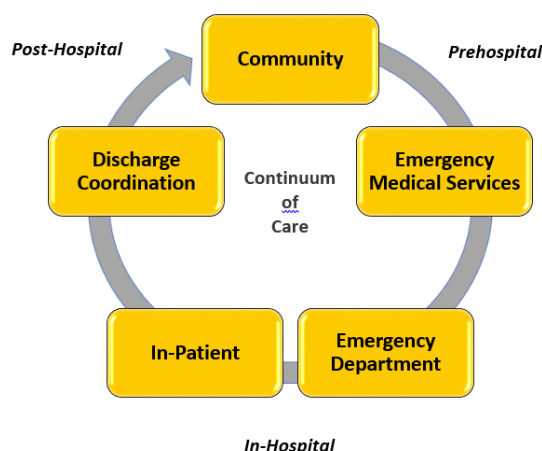 Post-Hospital
Community
Prehospital
Discharge
Coordination
Continuum
of
Care
Emergency
Medical Services
In-Patient
Emergency
Department
In-Hospital